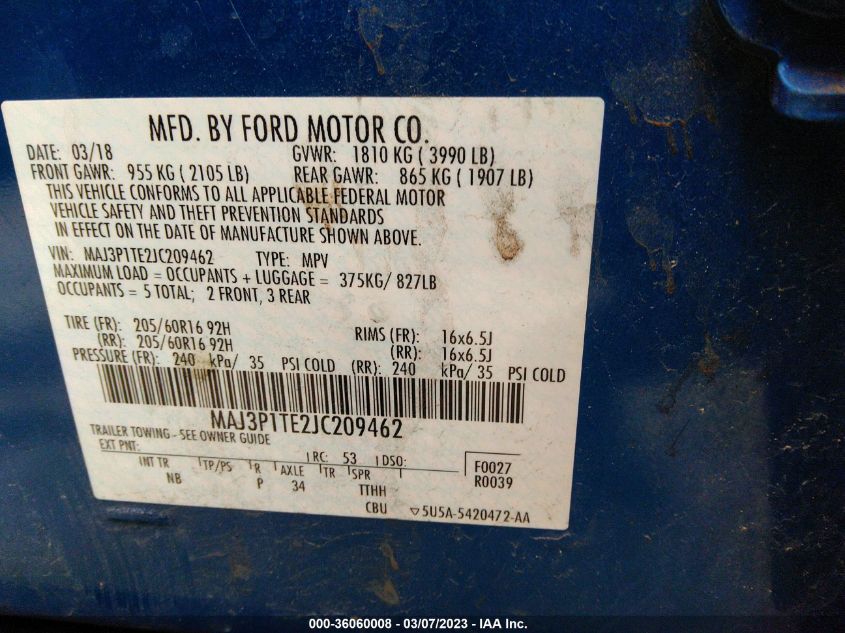 MFD. BY FORD MOTOR CO.
DATE: 03/18 GVWR: 1810 KG ( 3990 LB)
FRONT GAWR: 955 KG ( 2105 LB) REAR GAWR: 865 KG ( 1907 LB)
THIS VEHICLE CONFORMS TO ALL APPLICABLE FEDERAL MOTOR
VEHICLE SAFETY AND THEFT PREVENTION STANDARDS
IN EFFECT ON THE DATE OF MANUFACTURE SHOWN ABOVE.
VIN: MAJ3P1TE2JC209462 TYPE: MPV
MAXIMUM LOAD = OCCUPANTS + LUGGAGE = 375KG/ 827LB
OCCUPANTS = 5 TOTAL; 2 FRONT, 3 REAR
TIRE (FR): 205/60R16 92H RIMS (FR): 16x6.5J
(RR): 205/60R16 92H (RR): 16x6.5J
PRESSURE (FR): 240 kPa/ 35 PSI COLD (RR): 240 kPa/ 35 PSI COLD
MAJ3P1TE2JC209462
TRAILER TOWING - SEE OWNER GUIDE
EXT PNT: RC: 53 DSO: F0027
INT TR TP/PS R AXLE TR SPR R0039
NB P 34 TTHH
CBU ▽5U5A-5420472-AA
000-36060008 - 03/07/2023 - IAA Inc.